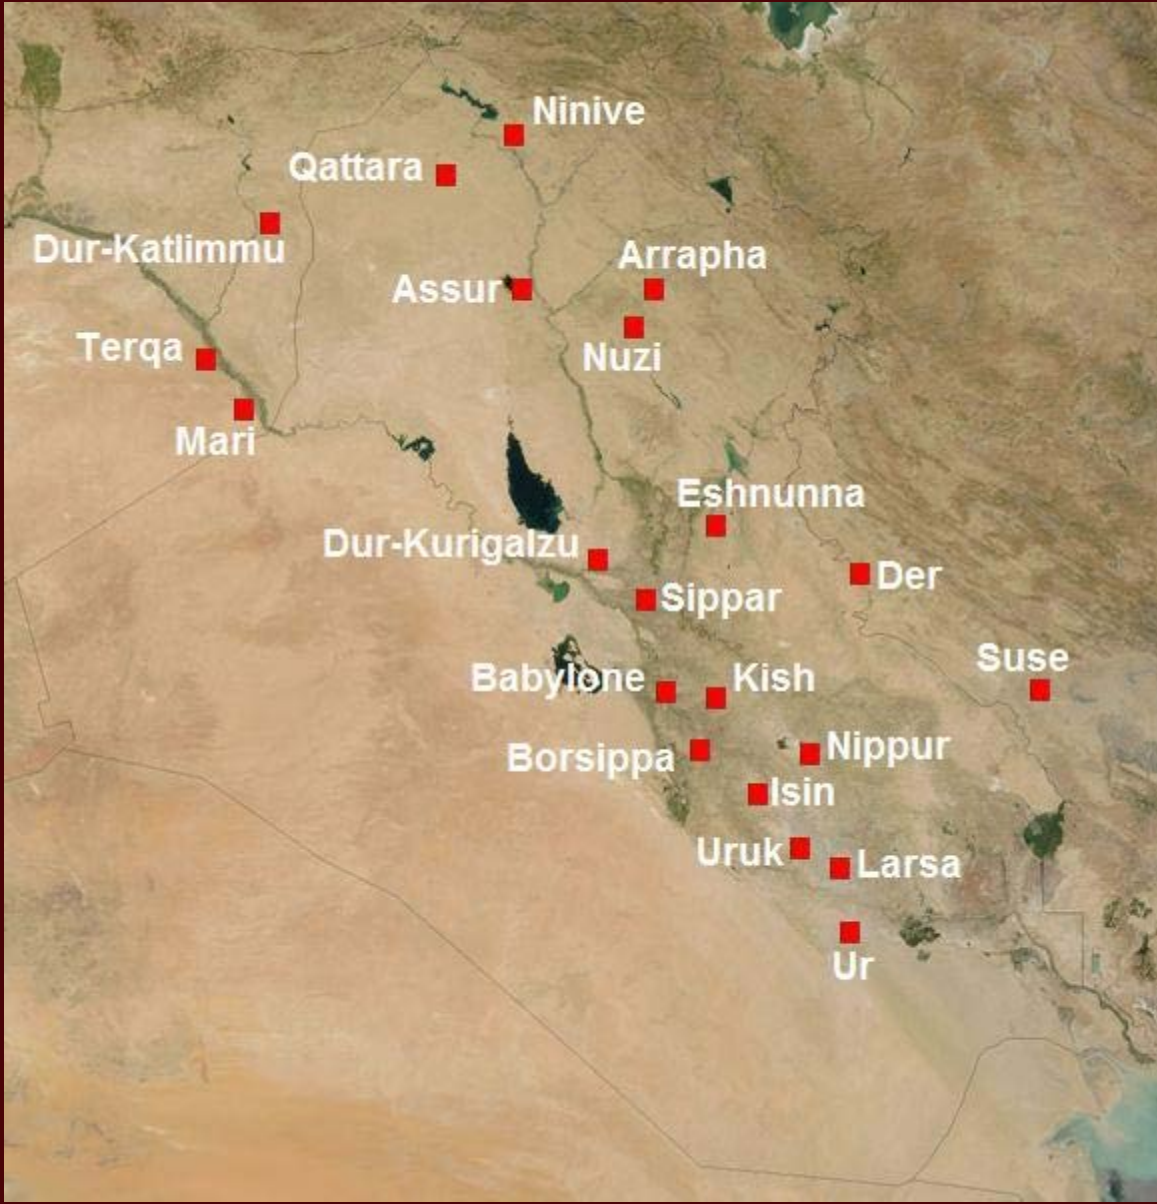 Ninive
Qattara
Dur-Katlimmu
Arrapha
Assur
Terqa
Nuzi
Mari
Eshnunna
Dur-Kurigalzu
Der
Sippar
Suse
Babylone
Kish
Nippur
Borsippa
Isin
Uruk
Larsa
Ur